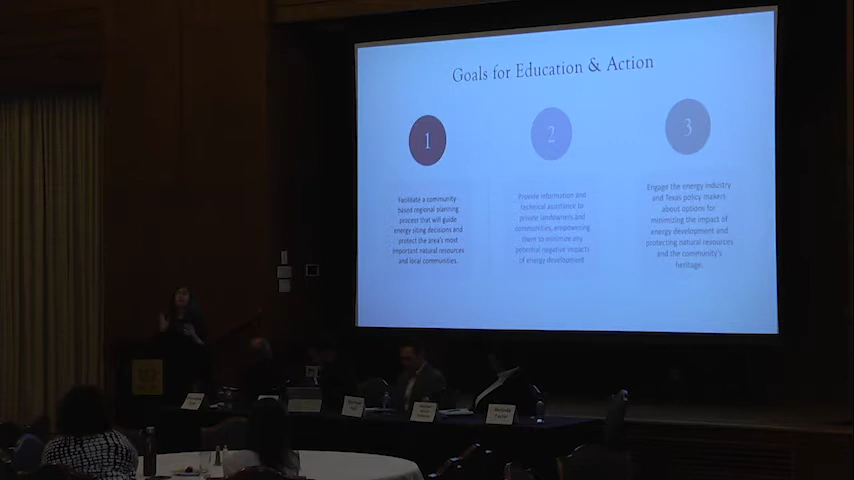 Goals for Education & Action
1
Facilitate a community
based regional planning
process that will guide
energy siting decisions and
protect the area's most
important natural resources
and local communities.
2
Provide information and
technical assistance to
private landowners and
communities, empowering
them to minimize any
potential negative impacts
of energy development
3
Engage the energy industry
and Texas policy makers
about options for
minimizing the impact of
energy development and
protecting natural resources
and the community's
heritage.